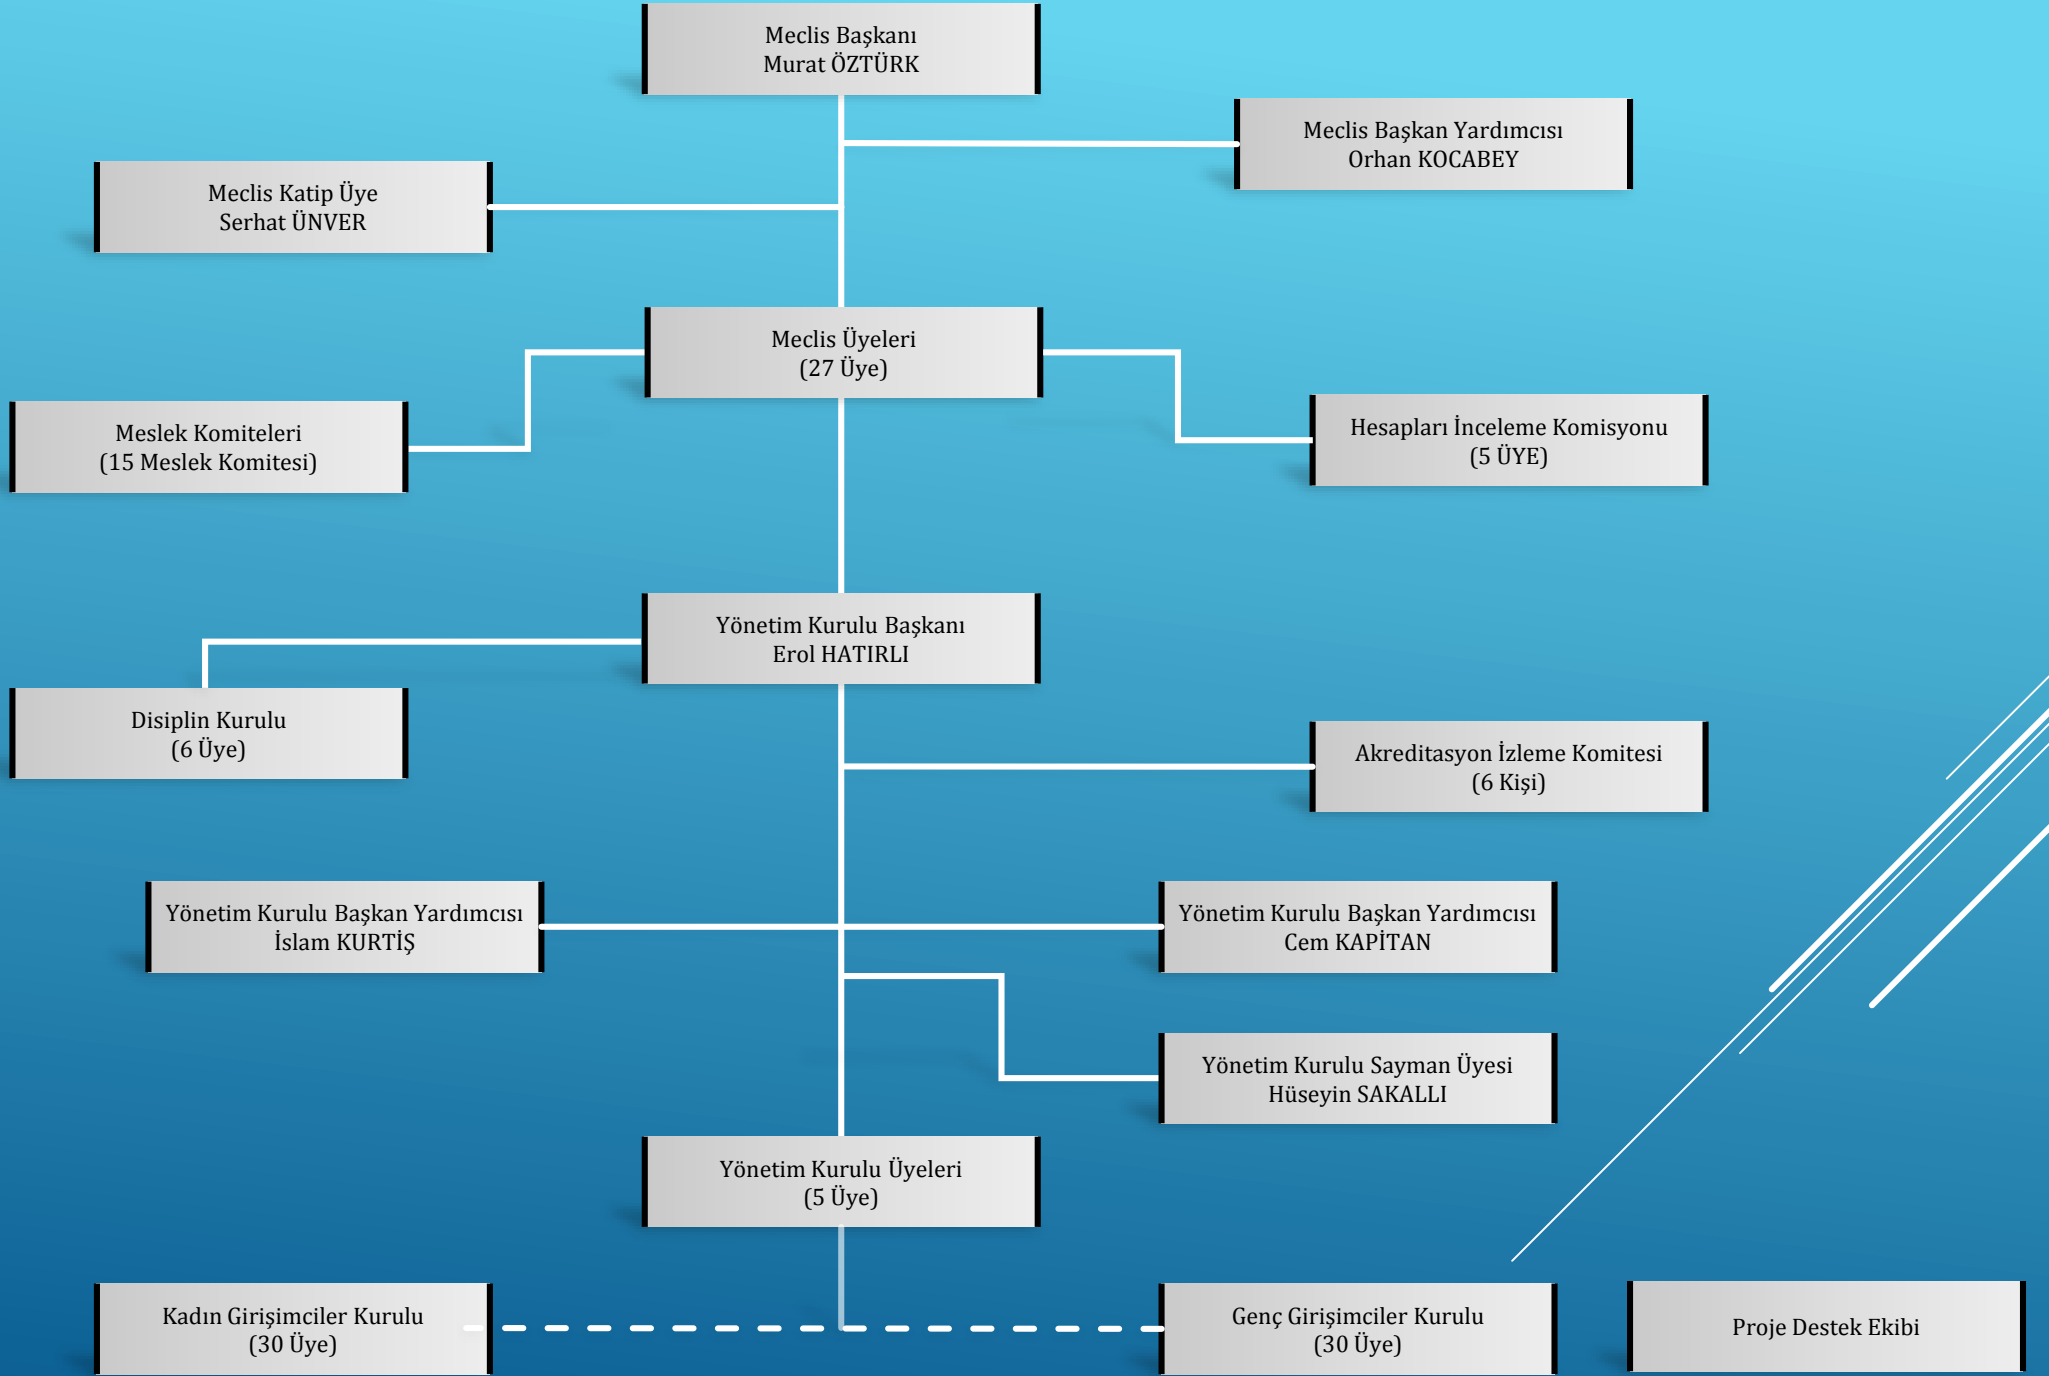 Meclis Başkanı
Murat ÖZTÜRK
Meclis Başkan Yardımcısı
Orhan KOCABEY
Meclis Katip Üye
Serhat ÜNVER
Meclis Üyeleri
(27 Üye)
Meslek Komiteleri
(15 Meslek Komitesi)
Hesapları İnceleme Komisyonu
(5 ÜYE)
Yönetim Kurulu Başkanı
Erol HATIRLI
Disiplin Kurulu
(6 Üye)
Akreditasyon İzleme Komitesi
(6 Kişi)
Yönetim Kurulu Başkan Yardımcısı
İslam KURTİŞ
Yönetim Kurulu Başkan Yardımcısı
Cem KAPİTAN
Yönetim Kurulu Sayman Üyesi
Hüseyin SAKALLI
Yönetim Kurulu Üyeleri
(5 Üye)
Kadın Girişimciler Kurulu
(30 Üye)
Genç Girişimciler Kurulu
(30 Üye)
Proje Destek Ekibi